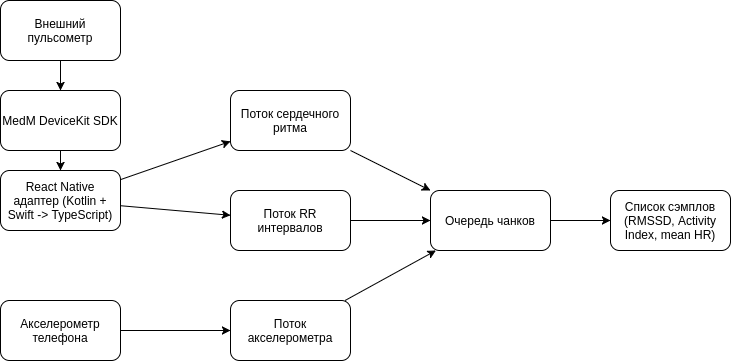 Внешний
пульсометр
MedM DeviceKit SDK
React Native
адаптер (Kotlin +
Swift -> TypeScript)
Поток сердечного
ритма
Поток RR
интервалов
Очередь чанков
Список сэмплов
(RMSSD, Activity
Index, mean HR)
Акселерометр
телефона
Поток
акселерометра